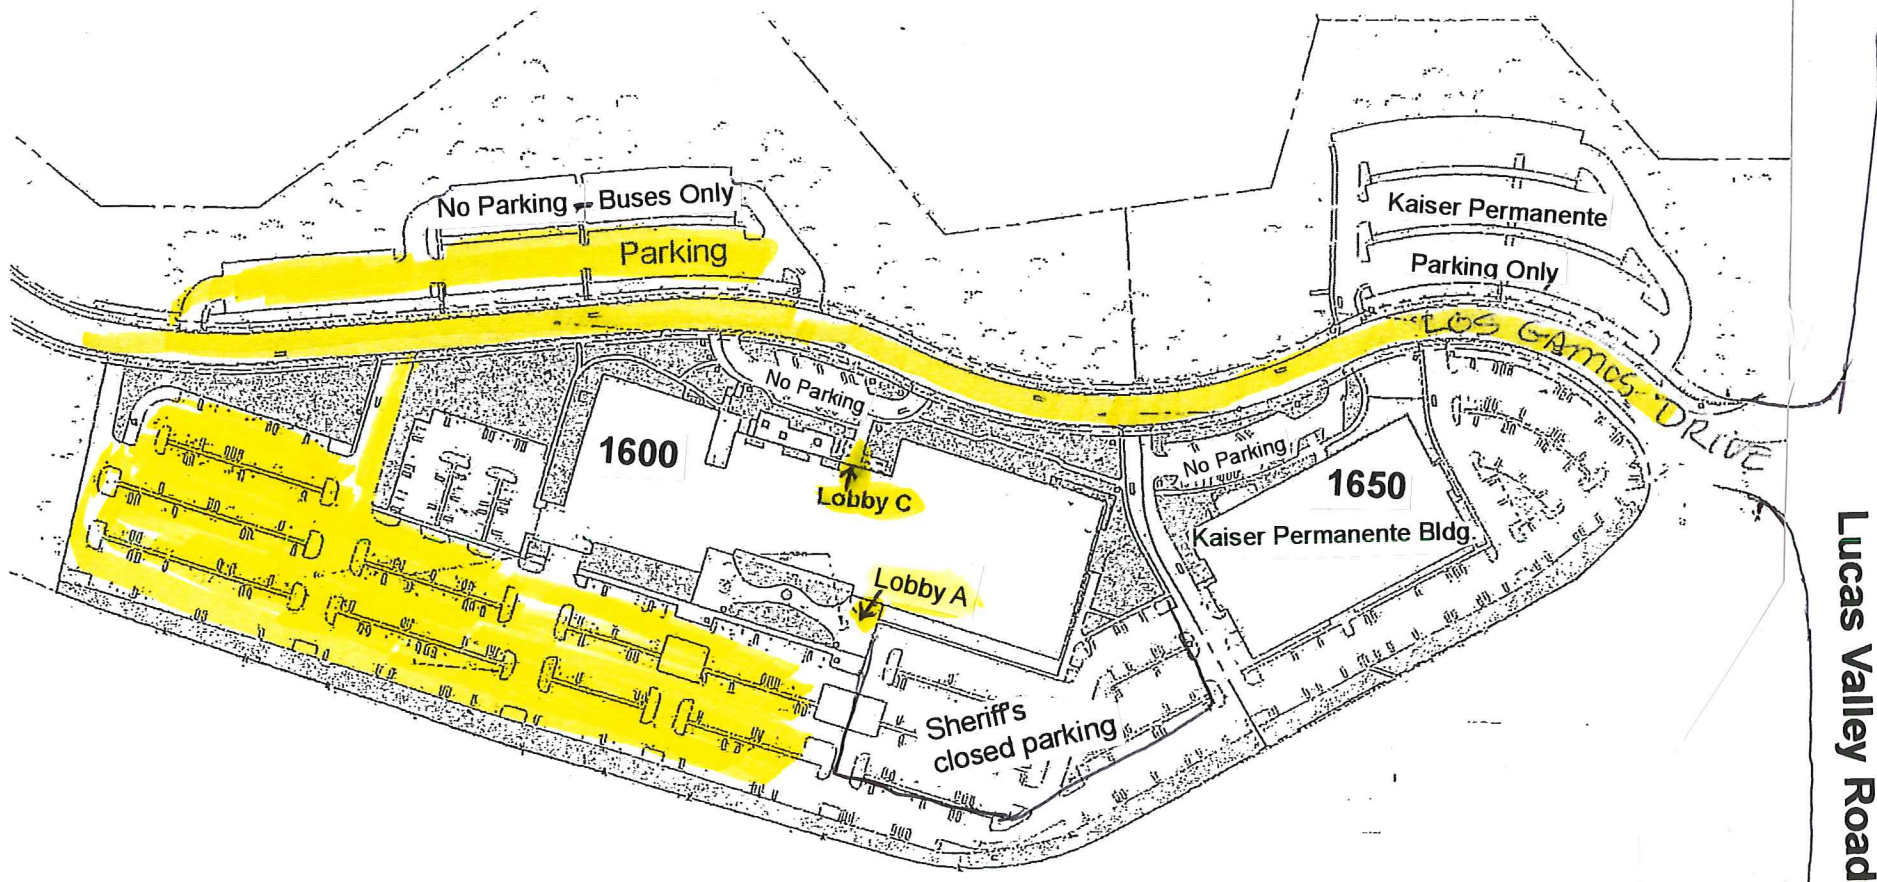 No Parking - Buses Only
Parking
Kaiser Permanente
Parking Only
LOS GAMOS DRIVE
No Parking
1600
Lobby C
No Parking
1650
Kaiser Permanente Bldg.
Lobby A
Sheriff's
closed parking
Lucas Valley Road